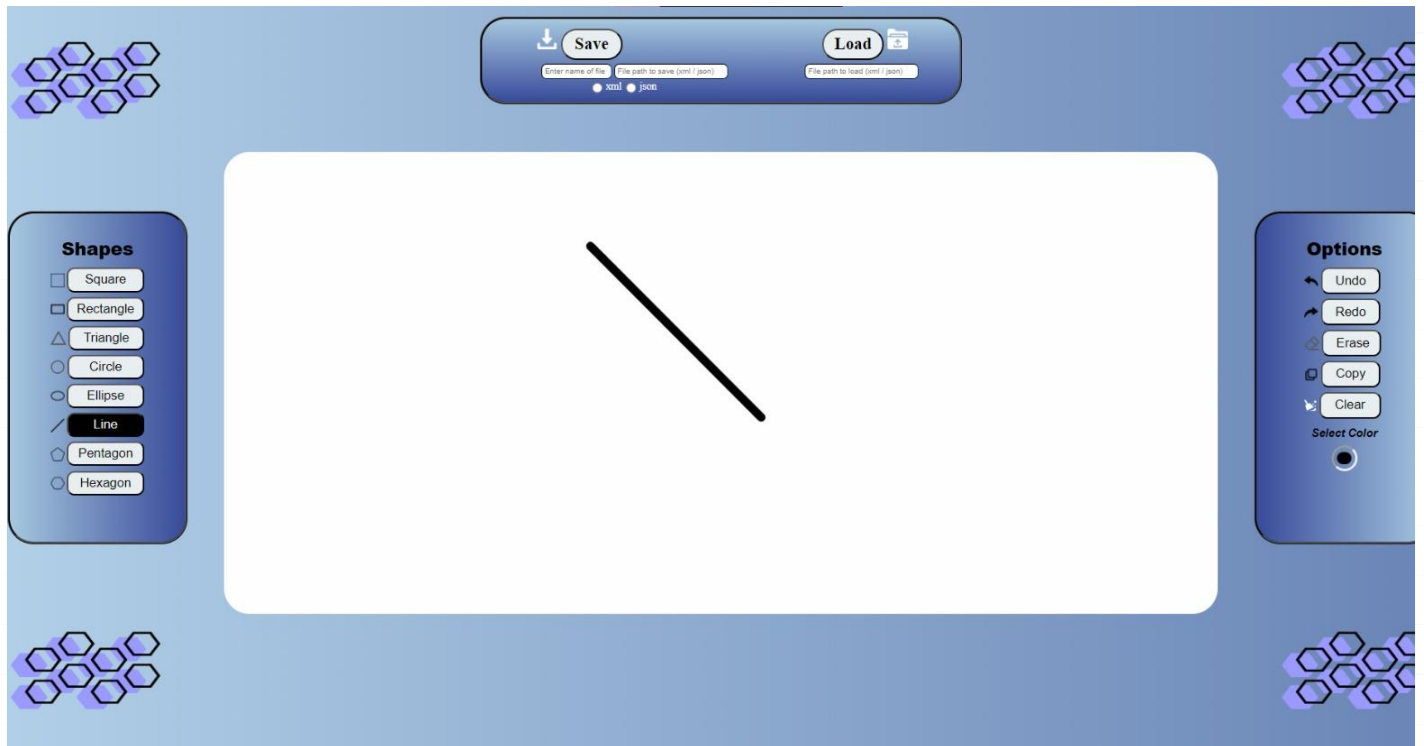 Save
Load
Enter name of file
File path to save (xml / json)
File path to load (xml / json)
xml
json
Shapes
Square
Rectangle
Triangle
Circle
Ellipse
Line
Pentagon
Hexagon
Options
Undo
Redo
Erase
Copy
Clear
Select Color